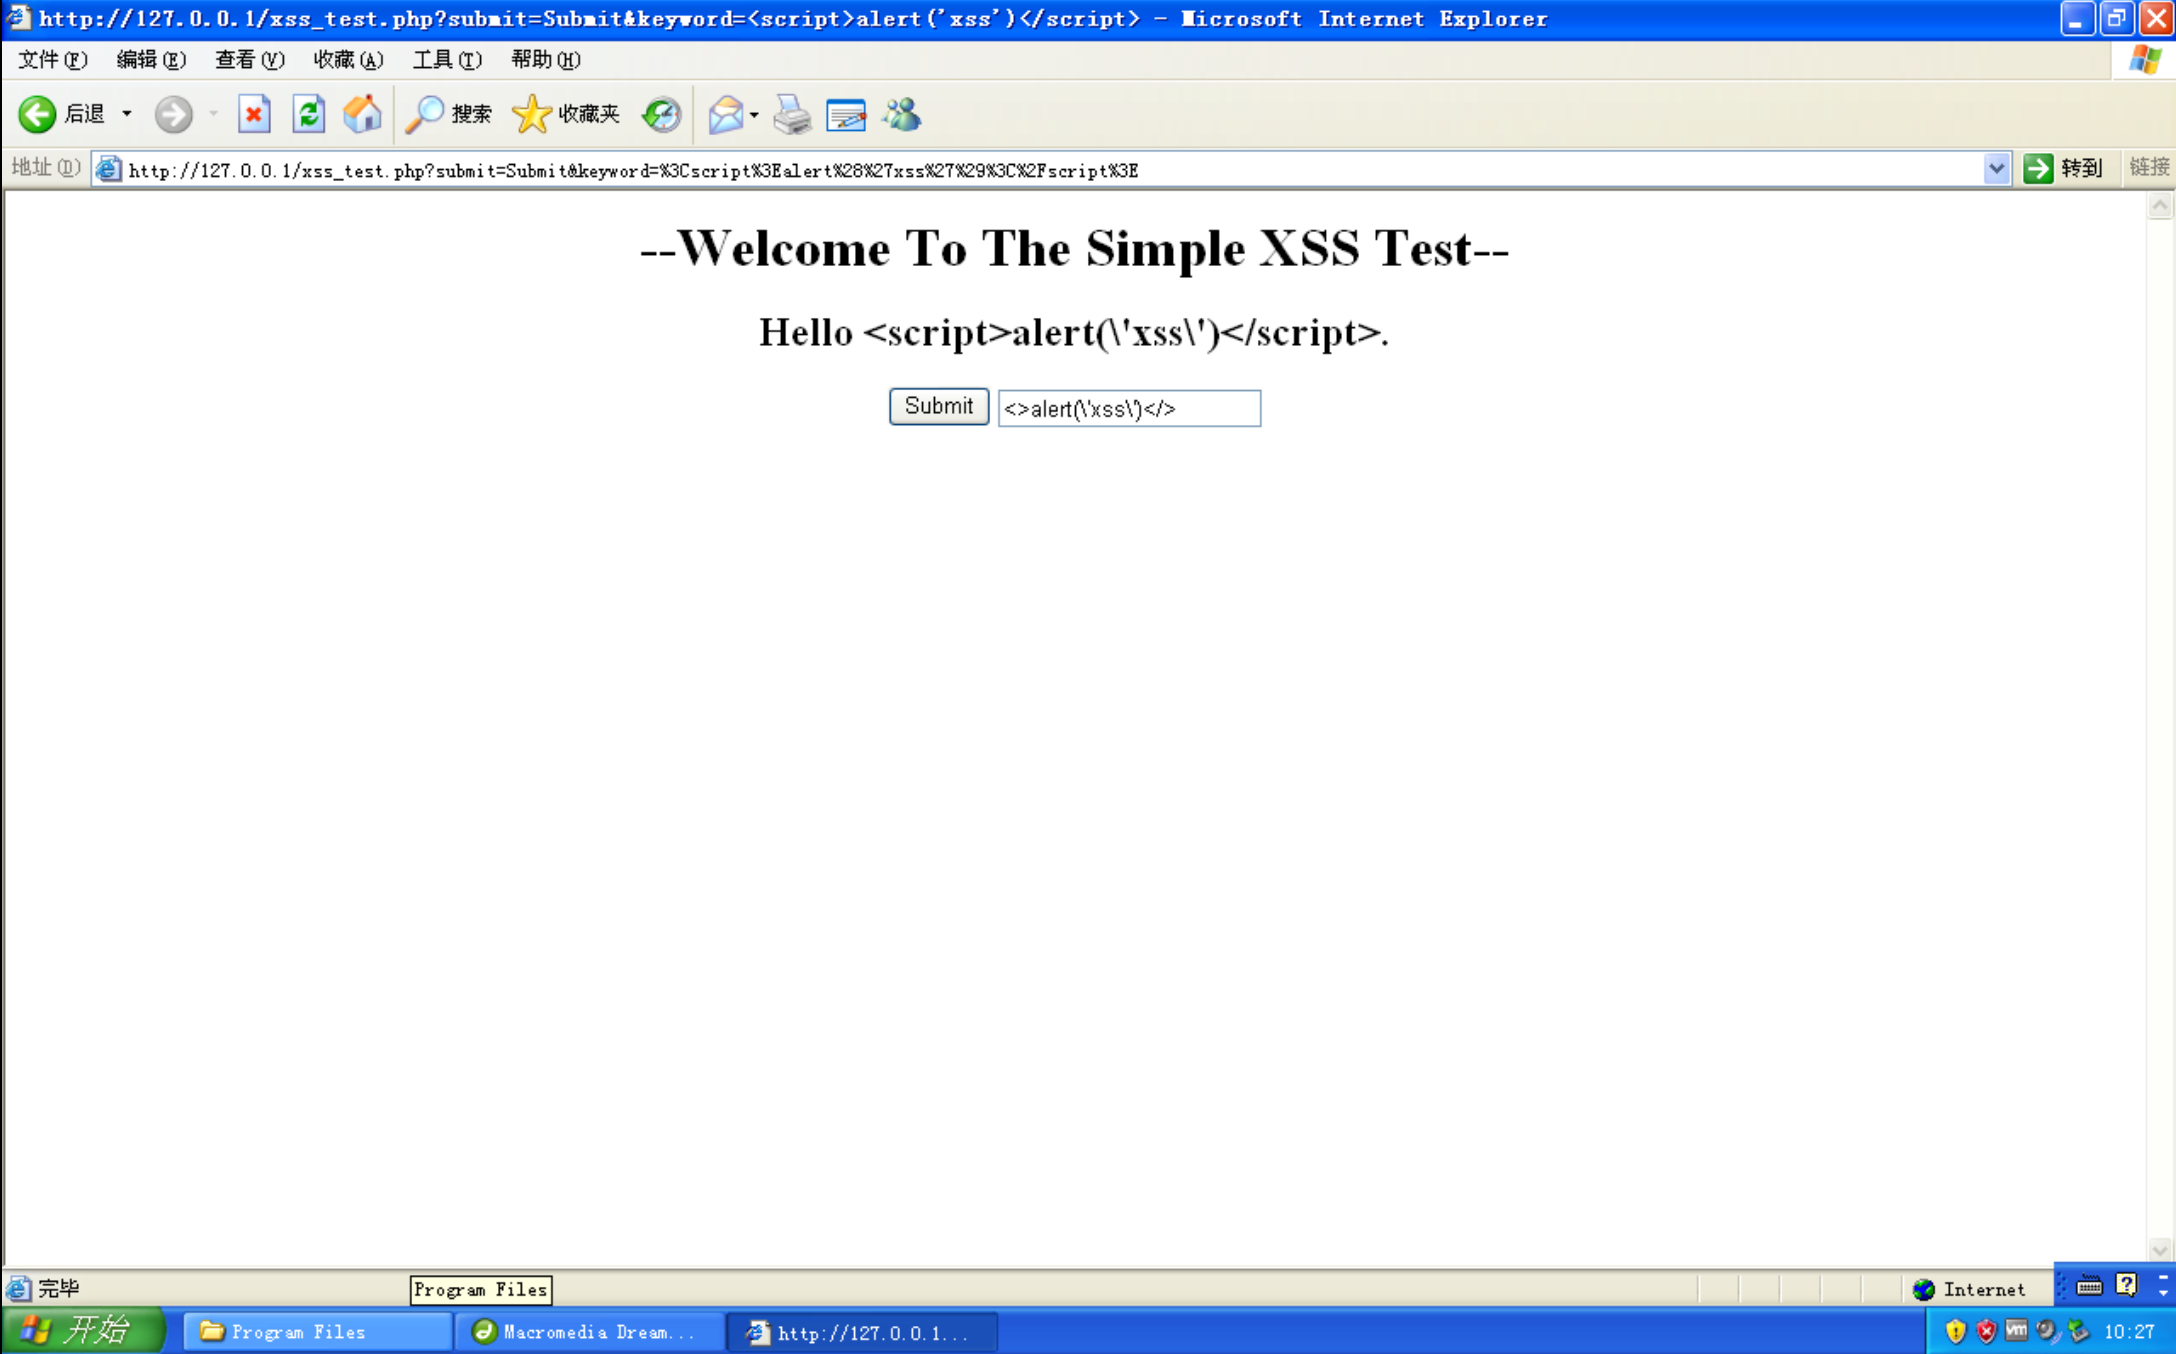 http://127.0.0.1/xss_test.php?submit=Submit&keyword=<script>alert('xss')</script> - Microsoft Internet Explorer
文件(F) 编辑(E) 查看(V) 收藏(A) 工具(T) 帮助(H)
后退 搜索 收藏夹
地址(D) http://127.0.0.1/xss_test.php?submit=Submit&keyword=%3Cscript%3Ealert%28%27xss%27%29%3C%2Fscript%3E 转到 链接
--Welcome To The Simple XSS Test--
Hello <script>alert(\'xss\')</script>.
Submit <>alert(\'xss\')</>
完毕 Program Files Internet
开始 Program Files Macromedia Dream... http://127.0.0.1... vm 10:27